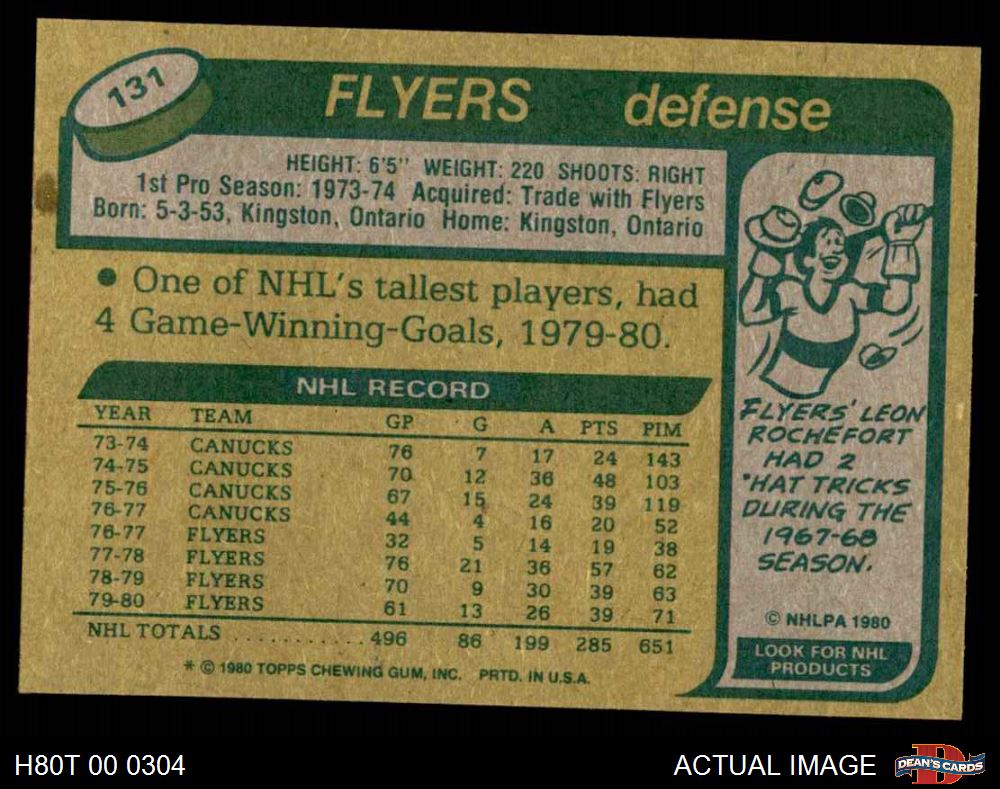 131
FLYERS defense
HEIGHT: 6'5" WEIGHT: 220 SHOOTS: RIGHT
1st Pro Season: 1973-74 Acquired: Trade with Flyers
Born: 5-3-53, Kingston, Ontario Home: Kingston, Ontario
• One of NHL's tallest players, had
4 Game-Winning-Goals, 1979-80.
NHL RECORD
YEAR TEAM GP G A PTS PIM
73-74 CANUCKS 76 7 17 24 143
74-75 CANUCKS 70 12 36 48 103
75-76 CANUCKS 67 15 24 39 119
76-77 CANUCKS 44 4 16 20 52
76-77 FLYERS 32 5 14 19 38
77-78 FLYERS 76 21 36 57 62
78-79 FLYERS 70 9 30 39 63
79-80 FLYERS 61 13 26 39 71
NHL TOTALS ............ 496 86 199 285 651
* © 1980 TOPPS CHEWING GUM, INC. PRTD. IN U.S.A.
FLYERS' LEON
ROCHEFORT
HAD 2
"HAT TRICKS
DURING THE
1967-68
SEASON.
© NHLPA 1980
LOOK FOR NHL
PRODUCTS
H80T 00 0304
ACTUAL IMAGE
D
DEAN'S CARDS